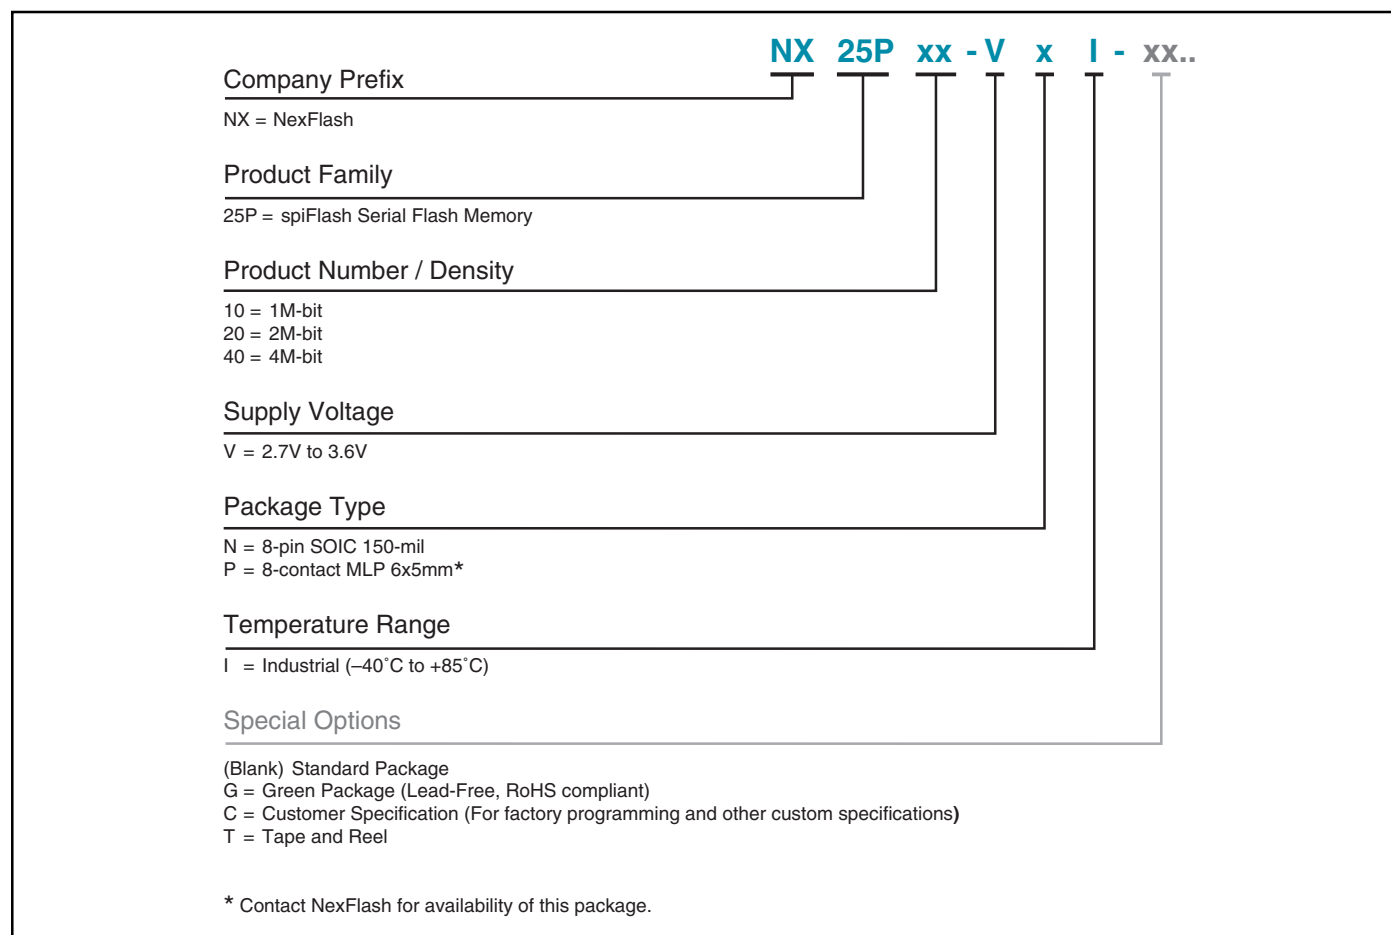 NX 25P xx - V x I - xx..
Company Prefix
NX = NexFlash
Product Family
25P = spiFlash Serial Flash Memory
Product Number / Density
10 = 1M-bit
20 = 2M-bit
40 = 4M-bit
Supply Voltage
V = 2.7V to 3.6V
Package Type
N = 8-pin SOIC 150-mil
P = 8-contact MLP 6x5mm*
Temperature Range
I = Industrial (–40˚C to +85˚C)
Special Options
(Blank) Standard Package
G = Green Package (Lead-Free, RoHS compliant)
C = Customer Specification (For factory programming and other custom specifications)
T = Tape and Reel
* Contact NexFlash for availability of this package.